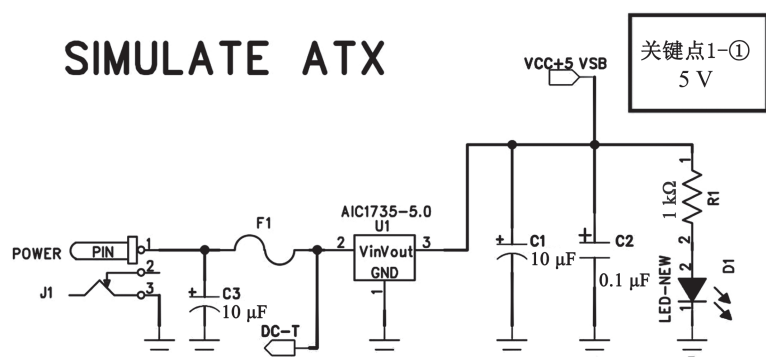 SIMULATE ATX
VCC+5 VSB
关键点1-①
5 V
AIC1735-5.0
U1
F1
POWER
PIN
1
2
3
J1
+
C3
10 μF
DC-T
2
Vin
Vout
3
GND
1
+
C1
10 μF
+
C2
0.1 μF
1
1 kΩ
R1
2
2
LED-NEW
D1
1